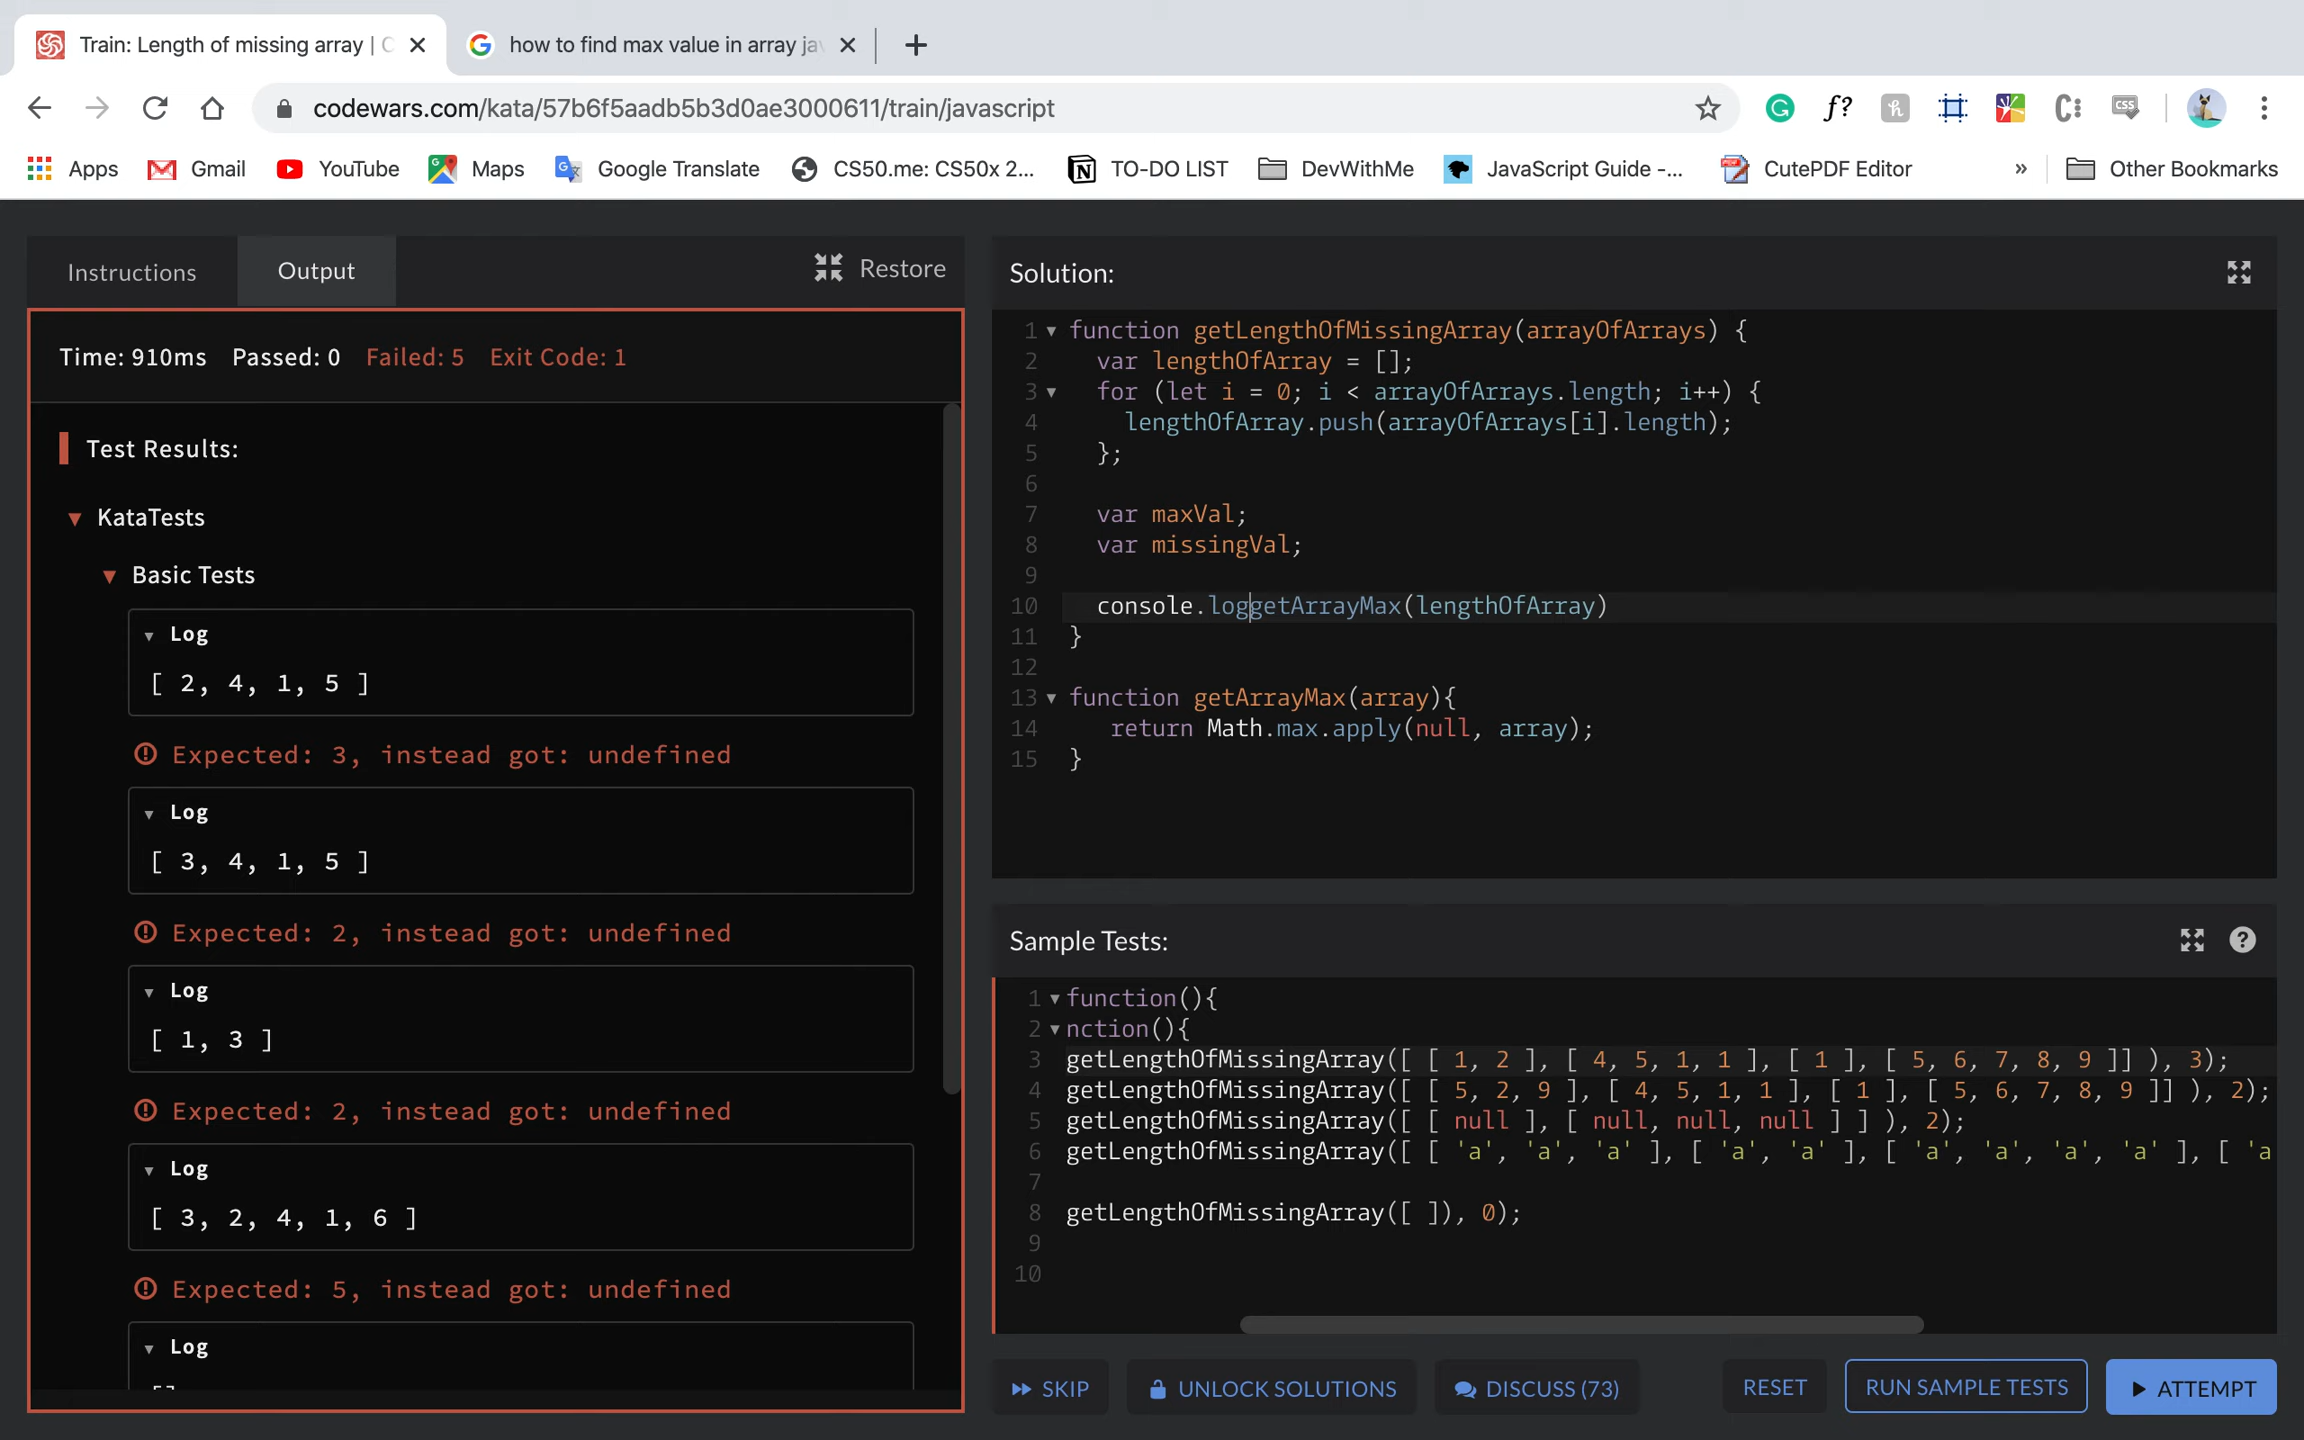 Train: Length of missing array | C
how to find max value in array jav
codewars.com/kata/57b6f5aadb5b3d0ae3000611/train/javascript
Apps Gmail YouTube Maps Google Translate CS50.me: CS50x 2... TO-DO LIST DevWithMe JavaScript Guide -... CutePDF Editor » Other Bookmarks
Instructions Output Restore
Time: 910ms Passed: 0 Failed: 5 Exit Code: 1
Test Results:
KataTests
Basic Tests
Log
[ 2, 4, 1, 5 ]
Expected: 3, instead got: undefined
Log
[ 3, 4, 1, 5 ]
Expected: 2, instead got: undefined
Log
[ 1, 3 ]
Expected: 2, instead got: undefined
Log
[ 3, 2, 4, 1, 6 ]
Expected: 5, instead got: undefined
Log
[]
Solution:
1 function getLengthOfMissingArray(arrayOfArrays) {
2 var lengthOfArray = [];
3 for (let i = 0; i < arrayOfArrays.length; i++) {
4 lengthOfArray.push(arrayOfArrays[i].length);
5 };
6
7 var maxVal;
8 var missingVal;
9
10 console.loggetArrayMax(lengthOfArray)
11 }
12
13 function getArrayMax(array){
14 return Math.max.apply(null, array);
15 }
Sample Tests:
1 function(){
2 nction(){
3 getLengthOfMissingArray([ [ 1, 2 ], [ 4, 5, 1, 1 ], [ 1 ], [ 5, 6, 7, 8, 9 ]] ), 3);
4 getLengthOfMissingArray([ [ 5, 2, 9 ], [ 4, 5, 1, 1 ], [ 1 ], [ 5, 6, 7, 8, 9 ]] ), 2);
5 getLengthOfMissingArray([ [ null ], [ null, null, null ] ] ), 2);
6 getLengthOfMissingArray([ [ 'a', 'a', 'a' ], [ 'a', 'a' ], [ 'a', 'a', 'a', 'a' ], [ 'a
7
8 getLengthOfMissingArray([ ]), 0);
9
10
SKIP UNLOCK SOLUTIONS DISCUSS (73) RESET RUN SAMPLE TESTS ATTEMPT